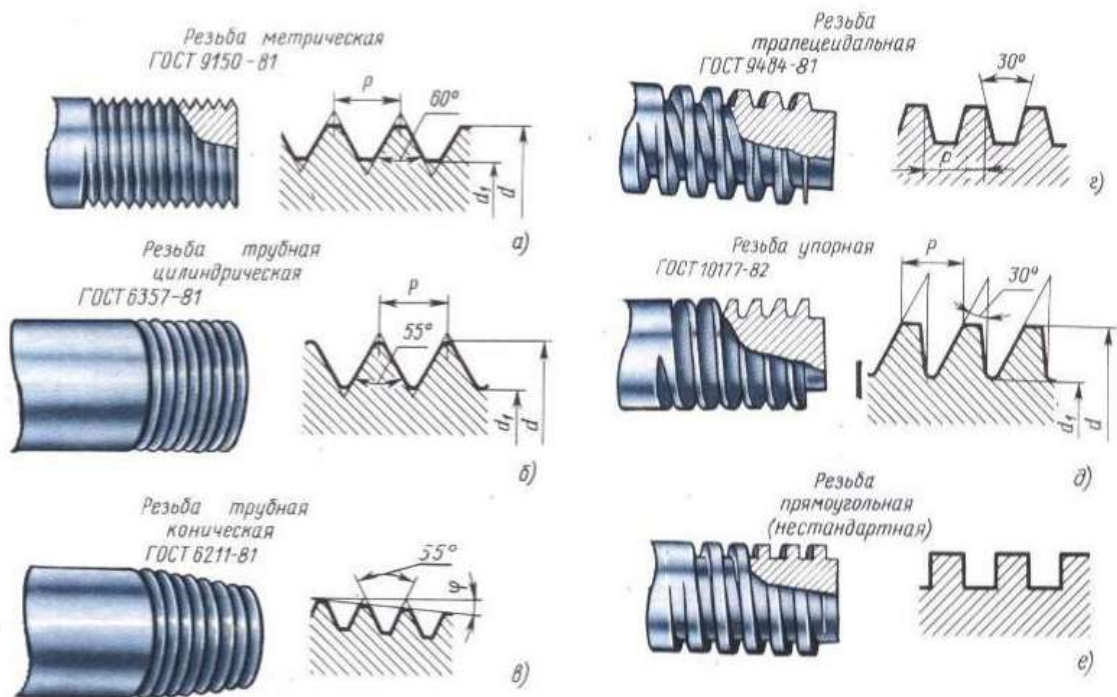 Резьба метрическая
ГОСТ 9150-81
P
60°
d₁
d
а)
Резьба трубная
цилиндрическая
ГОСТ 6357-81
P
55°
d₁
d
б)
Резьба трубная
коническая
ГОСТ 6211-81
55°
φ
в)
Резьба
трапецеидальная
ГОСТ 9484-81
30°
P
г)
Резьба упорная
ГОСТ 10177-82
P
30°
d₁
d
д)
Резьба
прямоугольная
(нестандартная)
е)